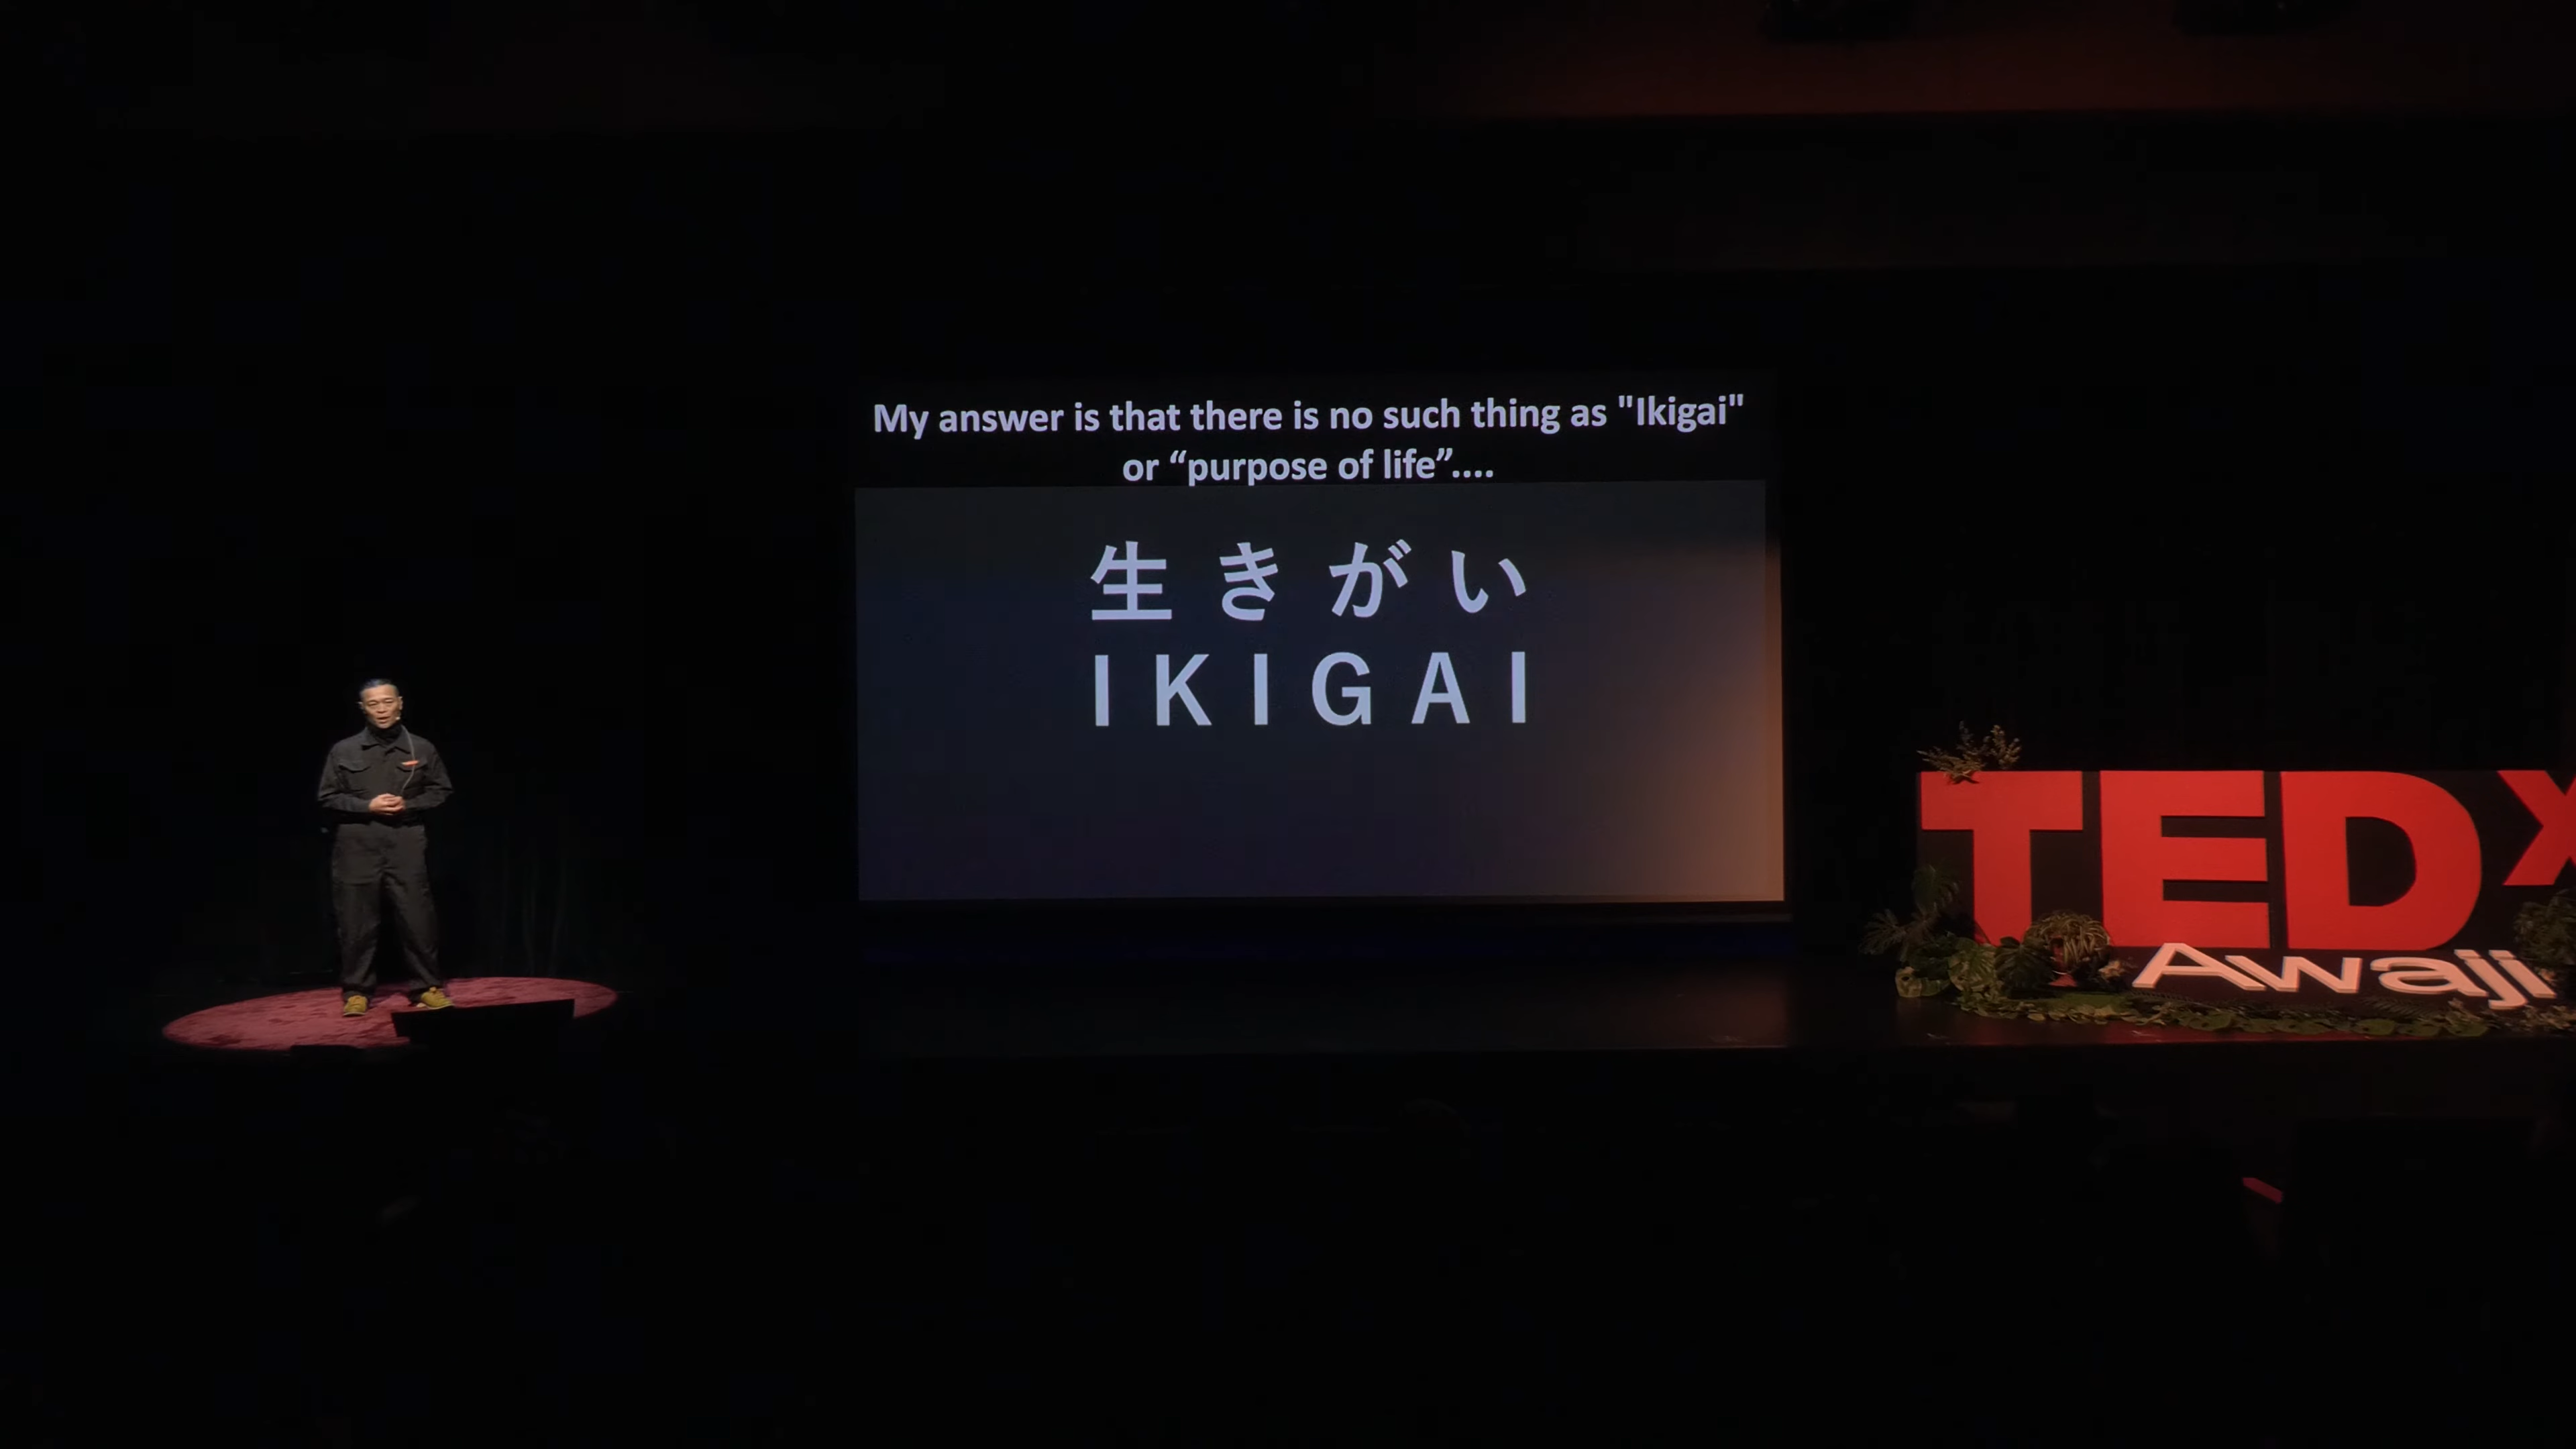 My answer is that there is no such thing as "Ikigai"
or “purpose of life”....
生きがい
IKIGAI
TEDx
Awaji